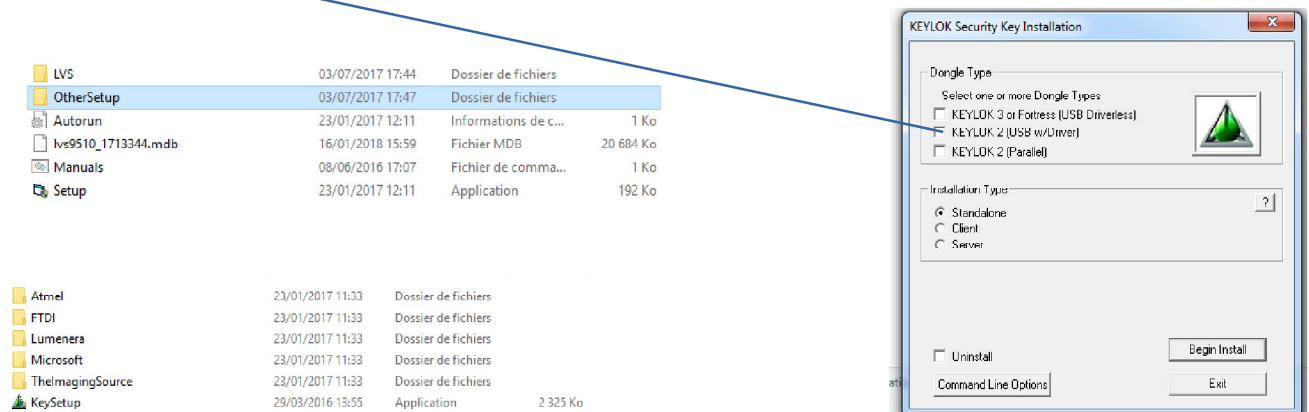 LVS 03/07/2017 17:44 Dossier de fichiers
OtherSetup 03/07/2017 17:47 Dossier de fichiers
Autorun 23/01/2017 12:11 Informations de c... 1 Ko
lvs9510_1713344.mdb 16/01/2018 15:59 Fichier MDB 20 684 Ko
Manuals 08/06/2016 17:07 Fichier de comma... 1 Ko
Setup 23/01/2017 12:11 Application 192 Ko
Atmel 23/01/2017 11:33 Dossier de fichiers
FTDI 23/01/2017 11:33 Dossier de fichiers
Lumenera 23/01/2017 11:33 Dossier de fichiers
Microsoft 23/01/2017 11:33 Dossier de fichiers
TheImagingSource 23/01/2017 11:33 Dossier de fichiers
KeySetup 29/03/2016 13:55 Application 2 325 Ko
KEYLOK Security Key Installation
Dongle Type
Select one or more Dongle Types
KEYLOK 3 or Fortress (USB Driverless)
KEYLOK 2 (USB w/Driver)
KEYLOK 2 (Parallel)
Installation Type
?
Standalone
Client
Server
Uninstall
Begin Install
Command Line Options
Exit